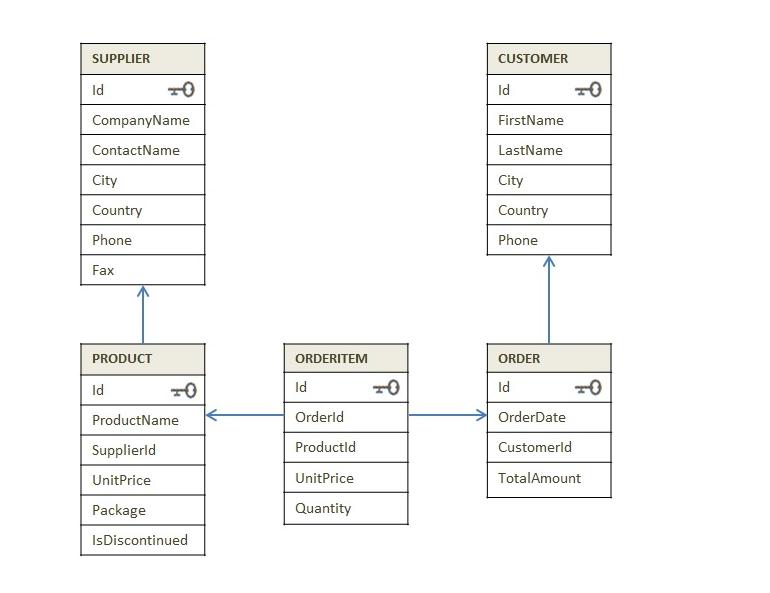 SUPPLIER
Id
CompanyName
ContactName
City
Country
Phone
Fax
CUSTOMER
Id
FirstName
LastName
City
Country
Phone
PRODUCT
Id
ProductName
SupplierId
UnitPrice
Package
IsDiscontinued
ORDERITEM
Id
OrderId
ProductId
UnitPrice
Quantity
ORDER
Id
OrderDate
CustomerId
TotalAmount